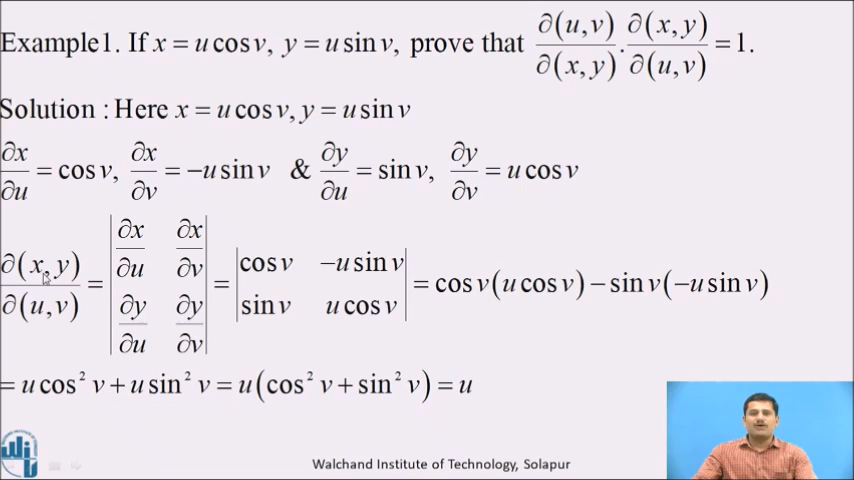 Example1. If x = u cos v, y = u sin v, prove that ∂(u,v)/∂(x,y) . ∂(x,y)/∂(u,v) = 1.
Solution : Here x = u cos v, y = u sin v
∂x/∂u = cos v, ∂x/∂v = −u sin v & ∂y/∂u = sin v, ∂y/∂v = u cos v
∂(x,y)/∂(u,v) = |∂x/∂u ∂x/∂v; ∂y/∂u ∂y/∂v| = |cos v −u sin v; sin v u cos v| = cos v(u cos v) − sin v(−u sin v)
= u cos² v + u sin² v = u(cos² v + sin² v) = u
Walchand Institute of Technology, Solapur